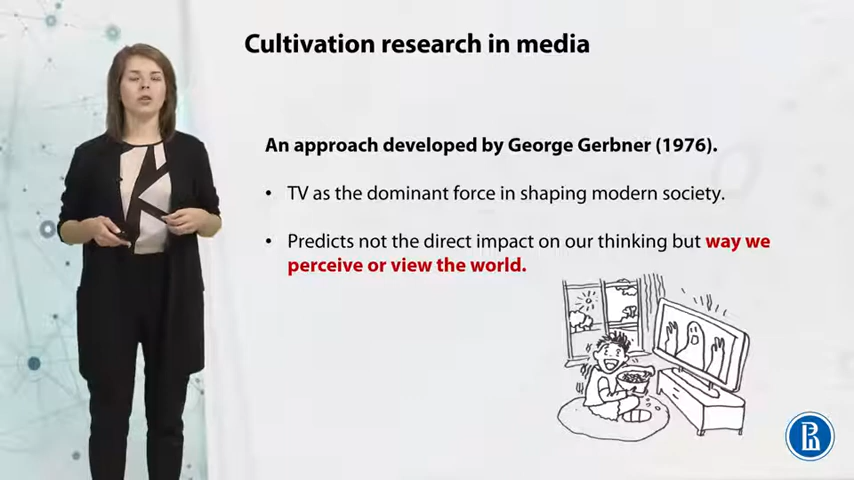 Cultivation research in media
An approach developed by George Gerbner (1976).
• TV as the dominant force in shaping modern society.
• Predicts not the direct impact on our thinking but way we
perceive or view the world.